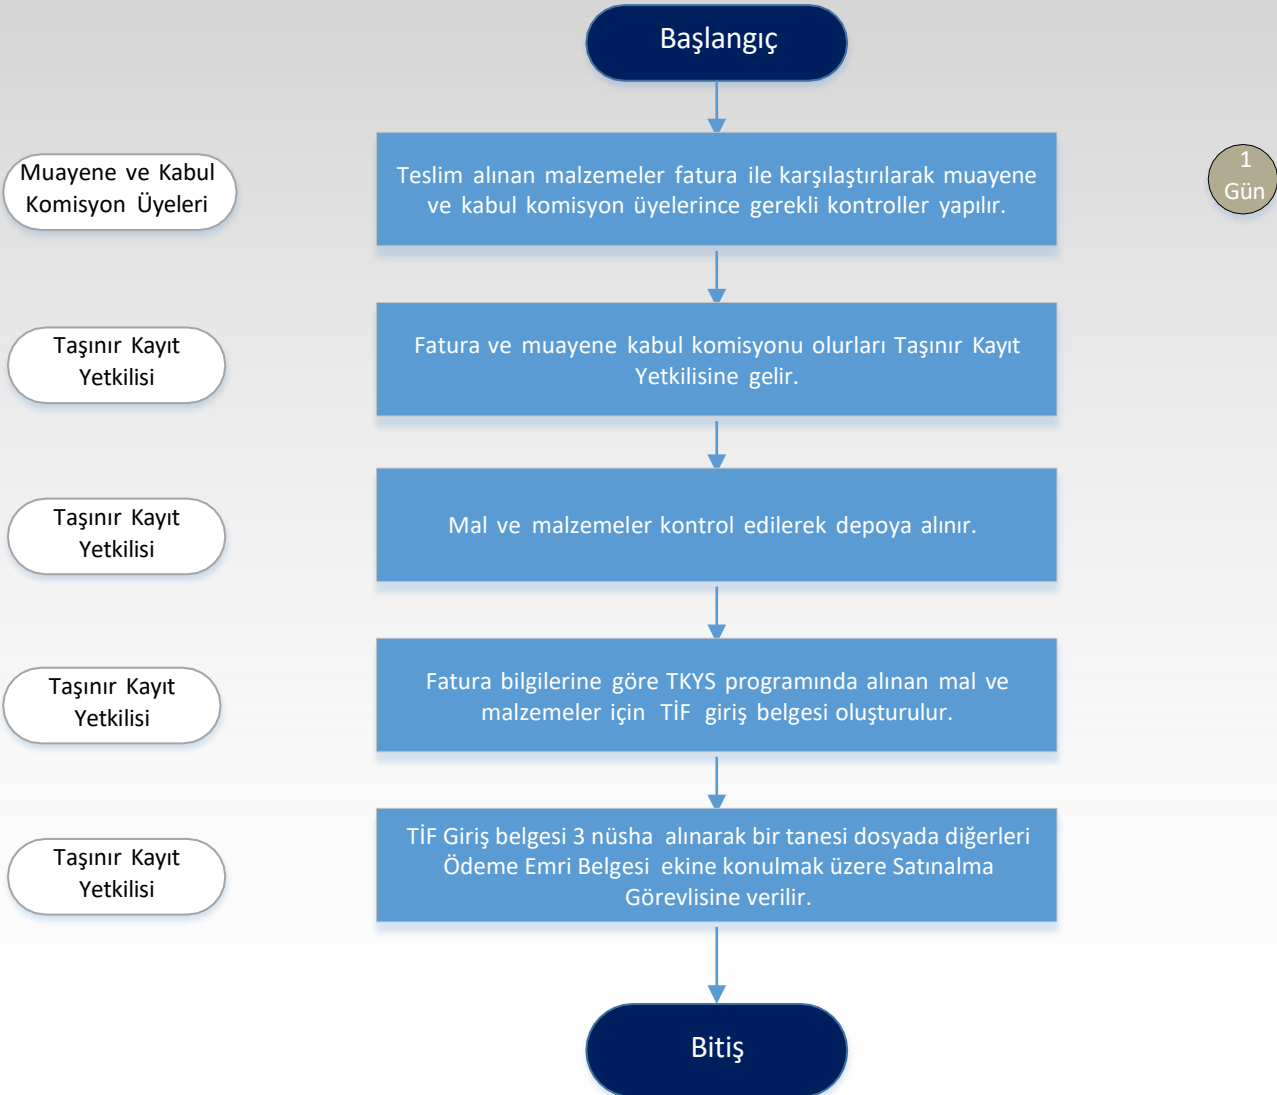 Başlangıç
Muayene ve Kabul
Komisyon Üyeleri
Teslim alınan malzemeler fatura ile karşılaştırılarak muayene
ve kabul komisyon üyelerince gerekli kontroller yapılır.
1
Gün
Taşınır Kayıt
Yetkilisi
Fatura ve muayene kabul komisyonu olurları Taşınır Kayıt
Yetkilisine gelir.
Taşınır Kayıt
Yetkilisi
Mal ve malzemeler kontrol edilerek depoya alınır.
Taşınır Kayıt
Yetkilisi
Fatura bilgilerine göre TKYS programında alınan mal ve
malzemeler için TİF giriş belgesi oluşturulur.
Taşınır Kayıt
Yetkilisi
TİF Giriş belgesi 3 nüsha alınarak bir tanesi dosyada diğerleri
Ödeme Emri Belgesi ekine konulmak üzere Satınalma
Görevlisine verilir.
Bitiş